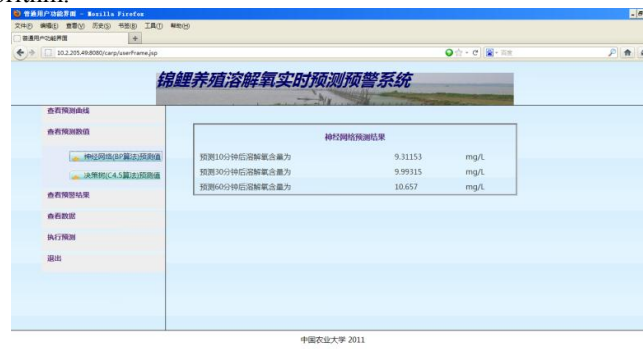 普通用户功能界面 - Mozilla Firefox
文件(F) 编辑(E) 查看(V) 历史(S) 书签(B) 工具(T) 帮助(H)
普通用户功能界面 +
10.2.205.49:8080/carp/userFrame.jsp 百度
锦鲤养殖溶解氧实时预测预警系统
查看预测曲线
查看预测数值
神经网络(BP算法)预测值
决策树(C4.5算法)预测值
查看预警结果
查看数据
执行预测
退出
神经网络预测结果
预测10分钟后溶解氧含量为 9.31153 mg/L
预测30分钟后溶解氧含量为 9.99315 mg/L
预测60分钟后溶解氧含量为 10.657 mg/L
中国农业大学 2011